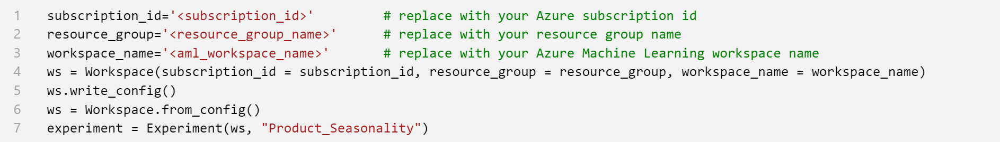 1 subscription_id='<subscription_id>' # replace with your Azure subscription id
2 resource_group='<resource_group_name>' # replace with your resource group name
3 workspace_name='<aml_workspace_name>' # replace with your Azure Machine Learning workspace name
4 ws = Workspace(subscription_id = subscription_id, resource_group = resource_group, workspace_name = workspace_name)
5 ws.write_config()
6 ws = Workspace.from_config()
7 experiment = Experiment(ws, "Product_Seasonality")